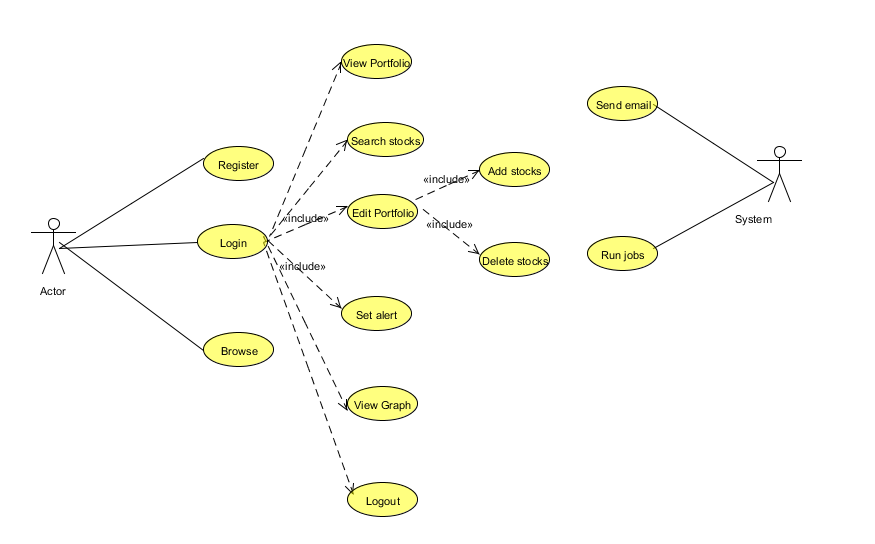 View Portfolio
Send email
Search stocks
Register
«include»
Add stocks
Edit Portfolio
«include»
System
«include»
«include»
Login
Delete stocks
Run jobs
«include»
Actor
Set alert
Browse
View Graph
Logout